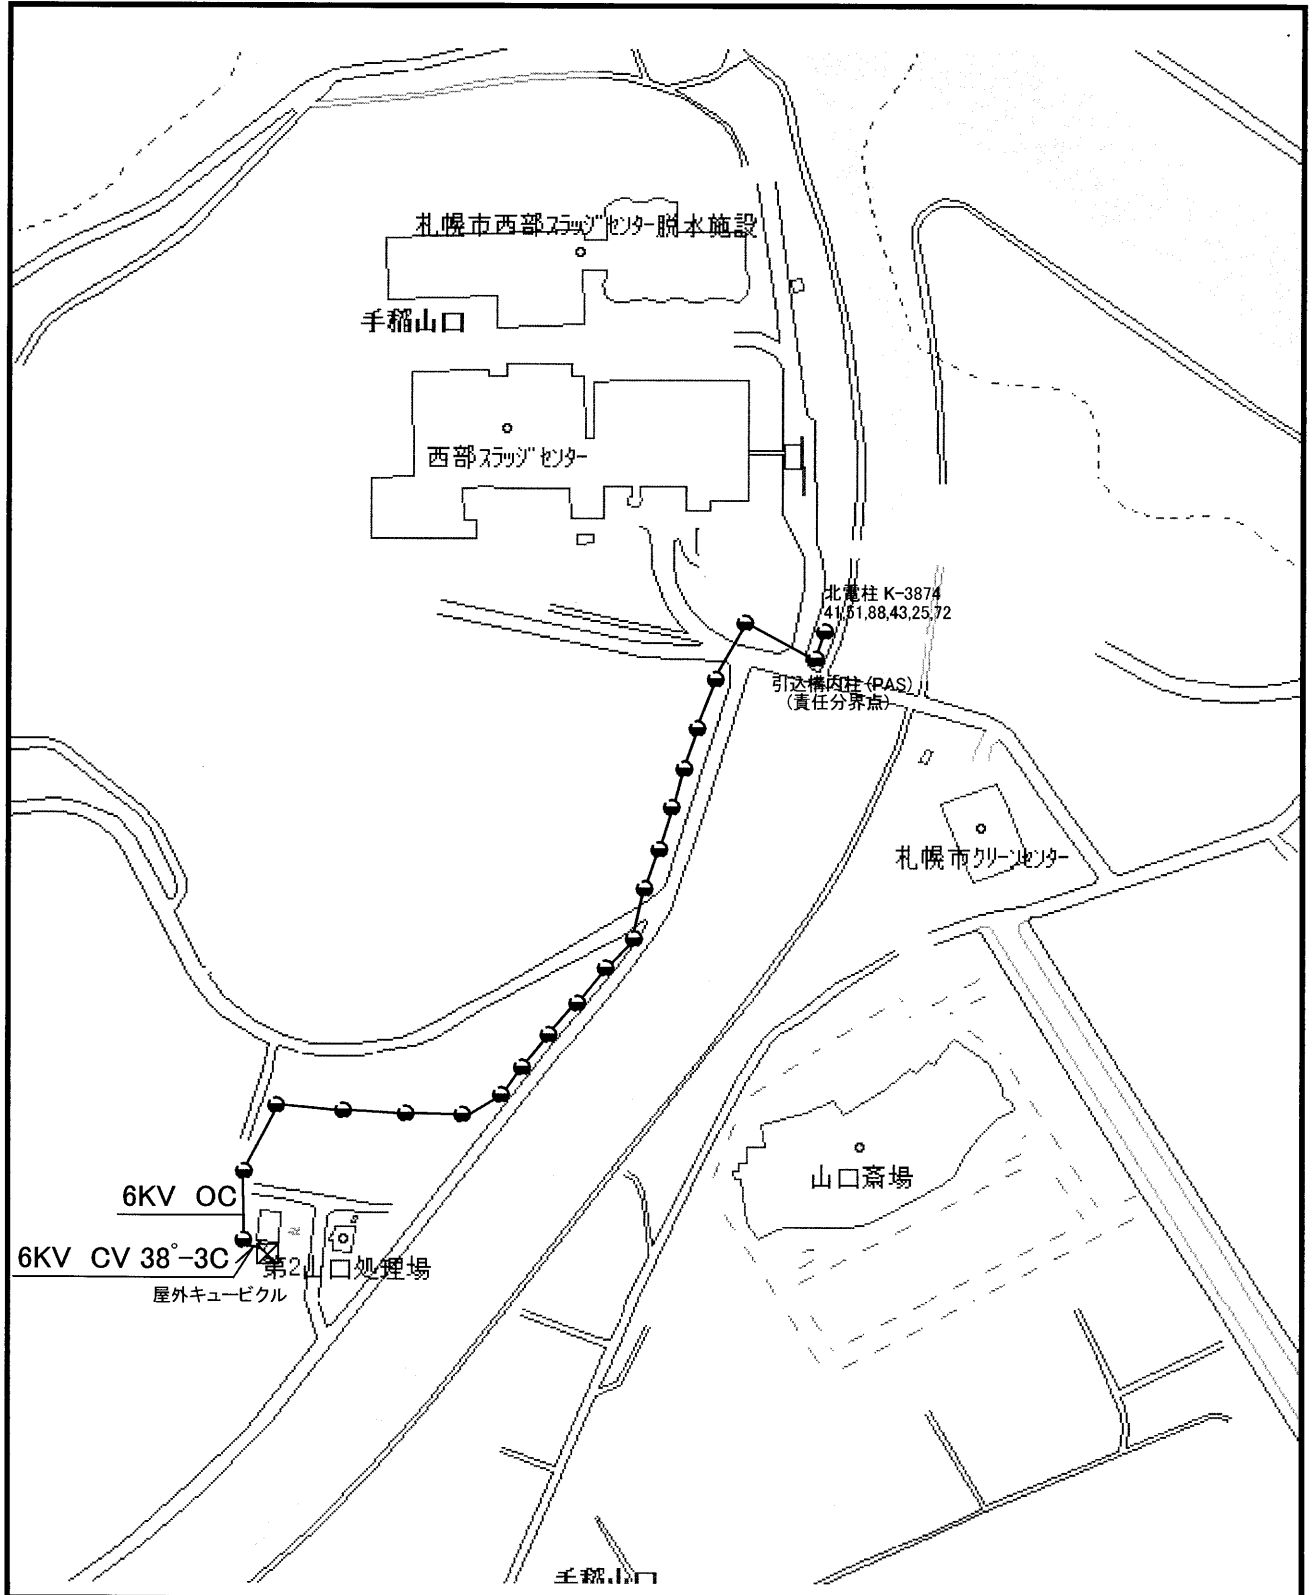 札幌市西部スラッジセンター脱水施設
手稲山口
西部スラッジセンター
北電柱 K-3874
41,51,88,43,25,72
引込構内柱(PAS)
(責任分界点)
札幌市クリーンセンター
山口斎場
6KV OC
6KV CV 38°-3C
第2山口処理場
屋外キュービクル
手稲山口